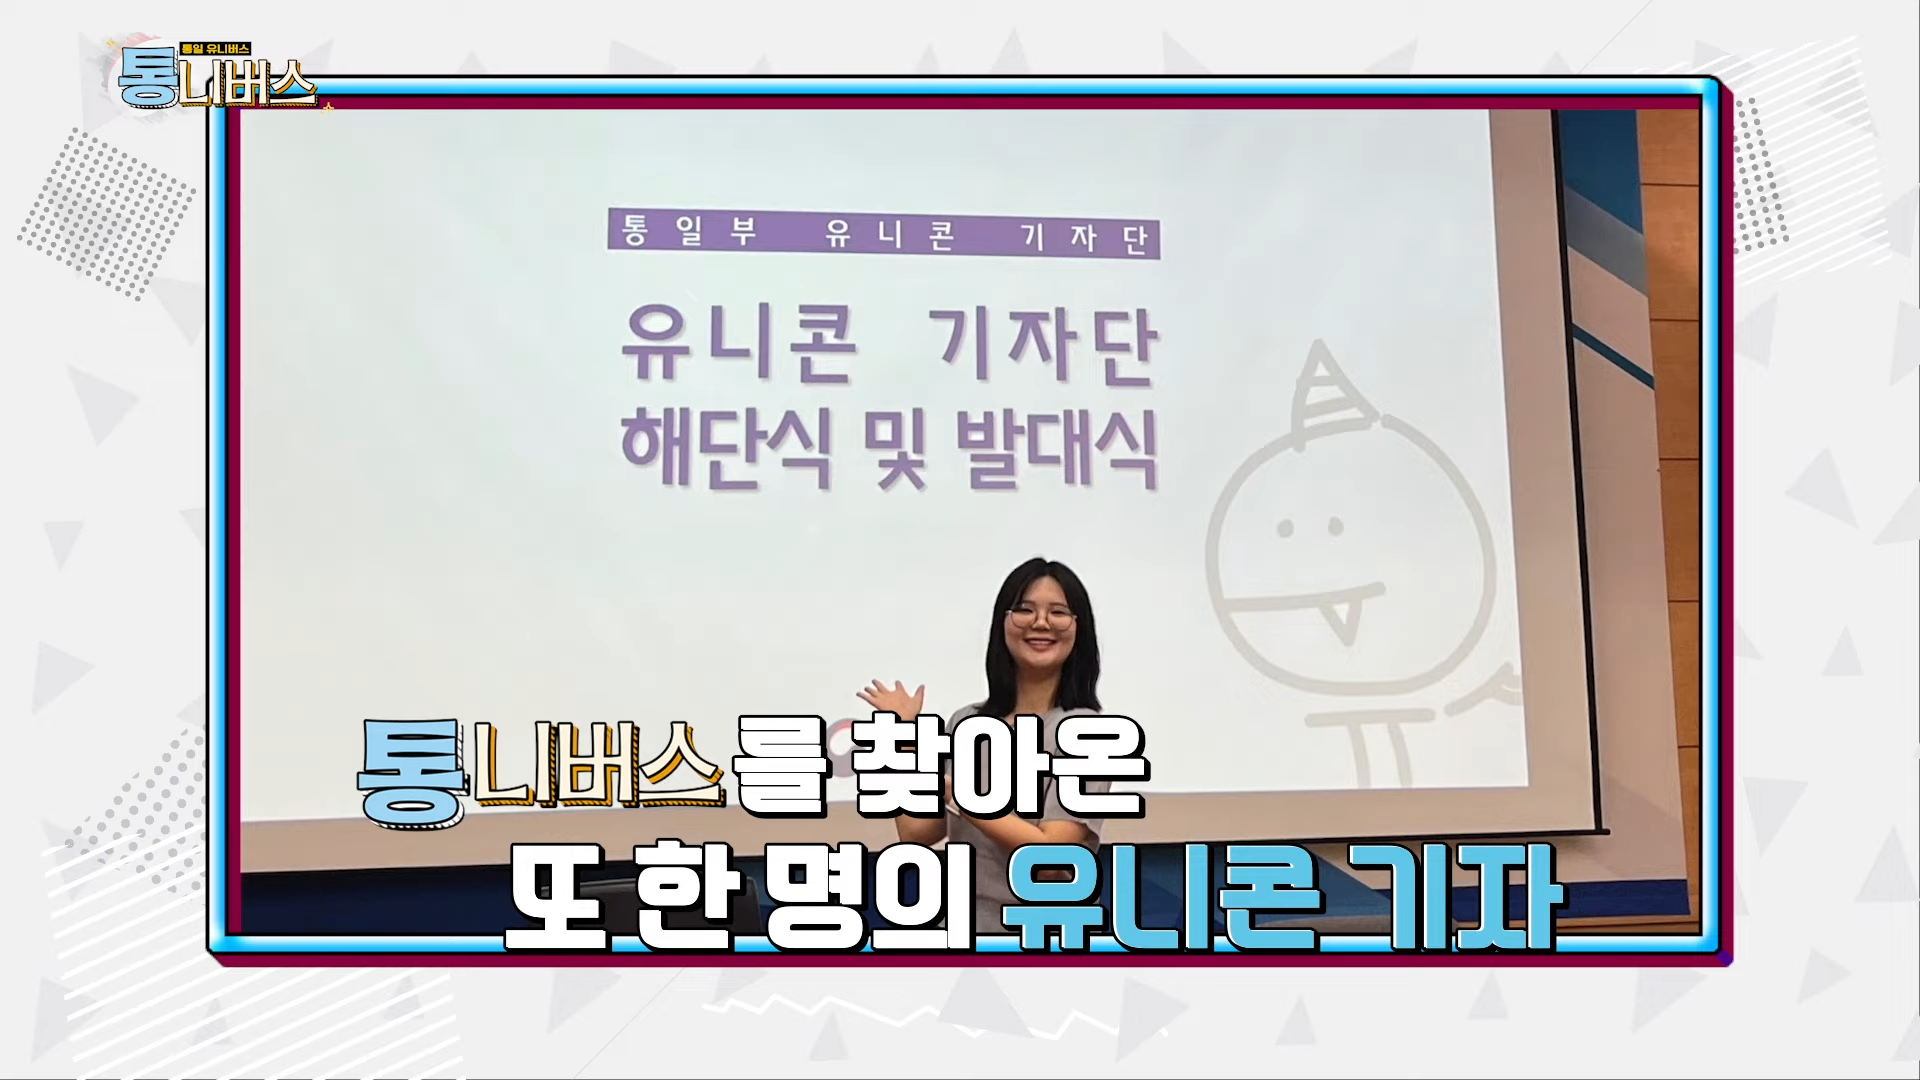 통일 유니버스
통니버스
통일부 유니콘 기자단
유니콘 기자단
해단식 및 발대식
통니버스를 찾아온
또 한 명의 유니콘 기자